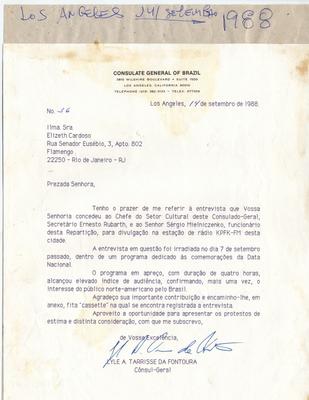 LOS ANGELES 14/SETEMBRO 1988
CONSULATE GENERAL OF BRAZIL
3810 WILSHIRE BOULEVARD • SUITE 1500
LOS ANGELES, CALIFORNIA 90010
Los Angeles, 14 de setembro de 1988.
No. 36
Ilma. Sra.
Elizeth Cardoso
Rua Senador Eusébio, 3, Apto. 802
Flamengo
22250 - Rio de Janeiro - RJ
Prezada Senhora,
Tenho o prazer de me referir à entrevista que Vossa
Senhoria concedeu ao Chefe do Setor Cultural deste Consulado-Geral,
Secretário Ernesto Rubarth, e ao Senhor Sérgio Mielniczenko, funcionário
desta Repartição, para divulgação na estação de rádio KPFK-FM desta
cidade.
A entrevista em questão foi irradiada no dia 7 de setembro
passado, dentro de um programa dedicado às comemorações da Data
Nacional.
O programa em apreço, com duração de quatro horas,
alcançou elevado índice de audiência, confirmando, mais uma vez, o
interesse do público norte-americano pelo Brasil.
Agradeço sua importante contribuição e encaminho-lhe, em
anexo, fita "cassette" na qual se encontra registrada a entrevista.
Aproveito a oportunidade para apresentar os protestos de
estima e distinta consideração, com que me subscrevo,
de Vossa Excelência,
LYLE A. TARRISSE DA FONTOURA
Cônsul-Geral